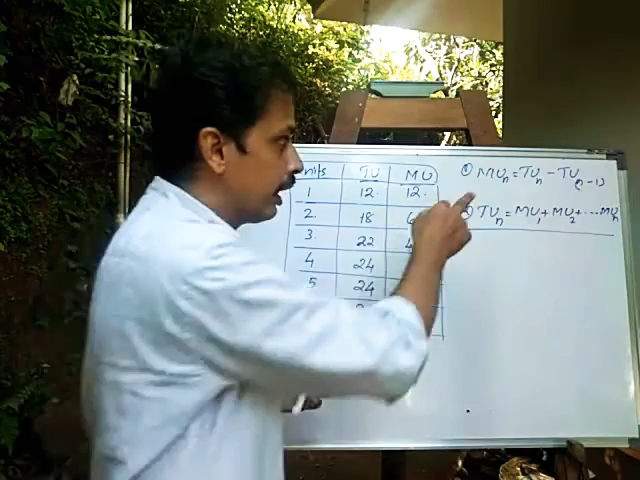 nits TU MU
1 12. 12.
2. 18 6
3. 22 4
4 24
5 24
① MUₙ = TUₙ - TU₍ₙ₋₁₎
② TUₙ = MU₁ + MU₂ + ... MUₙ